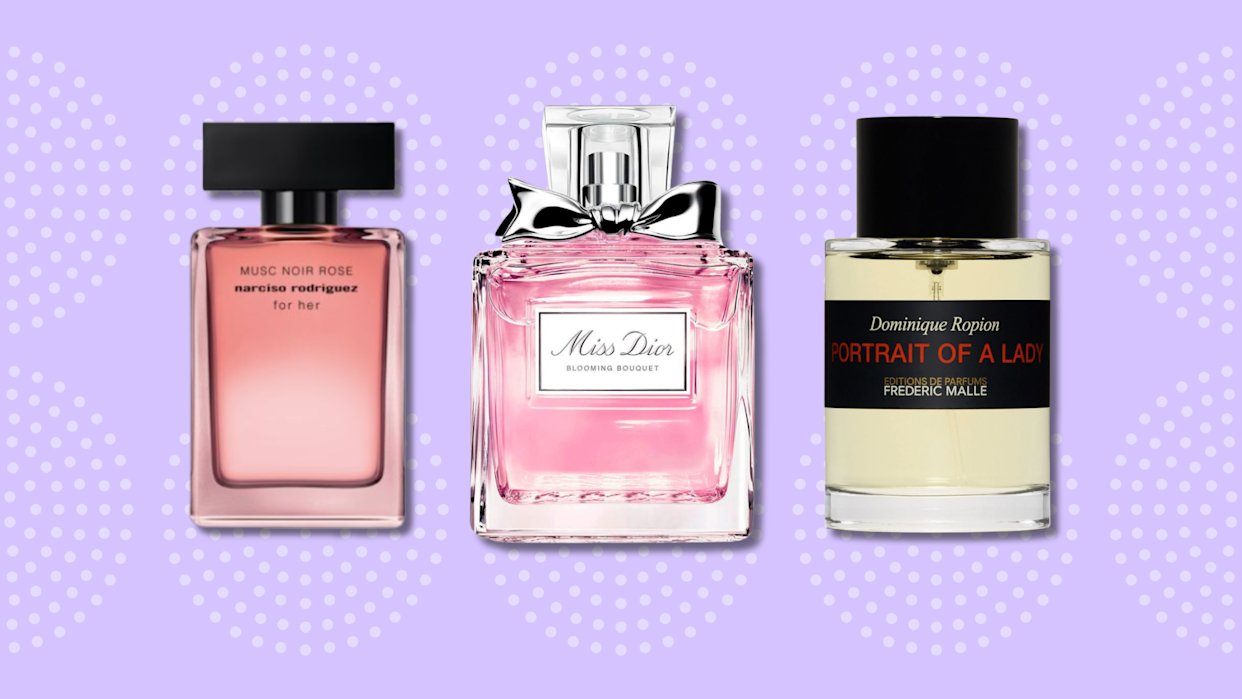 MUSC NOIR ROSE
narciso rodriguez
for her
Miss Dior
BLOOMING BOUQUET
Dominique Ropion
PORTRAIT OF A LADY
EDITIONS DE PARFUMS
FREDERIC MALLE